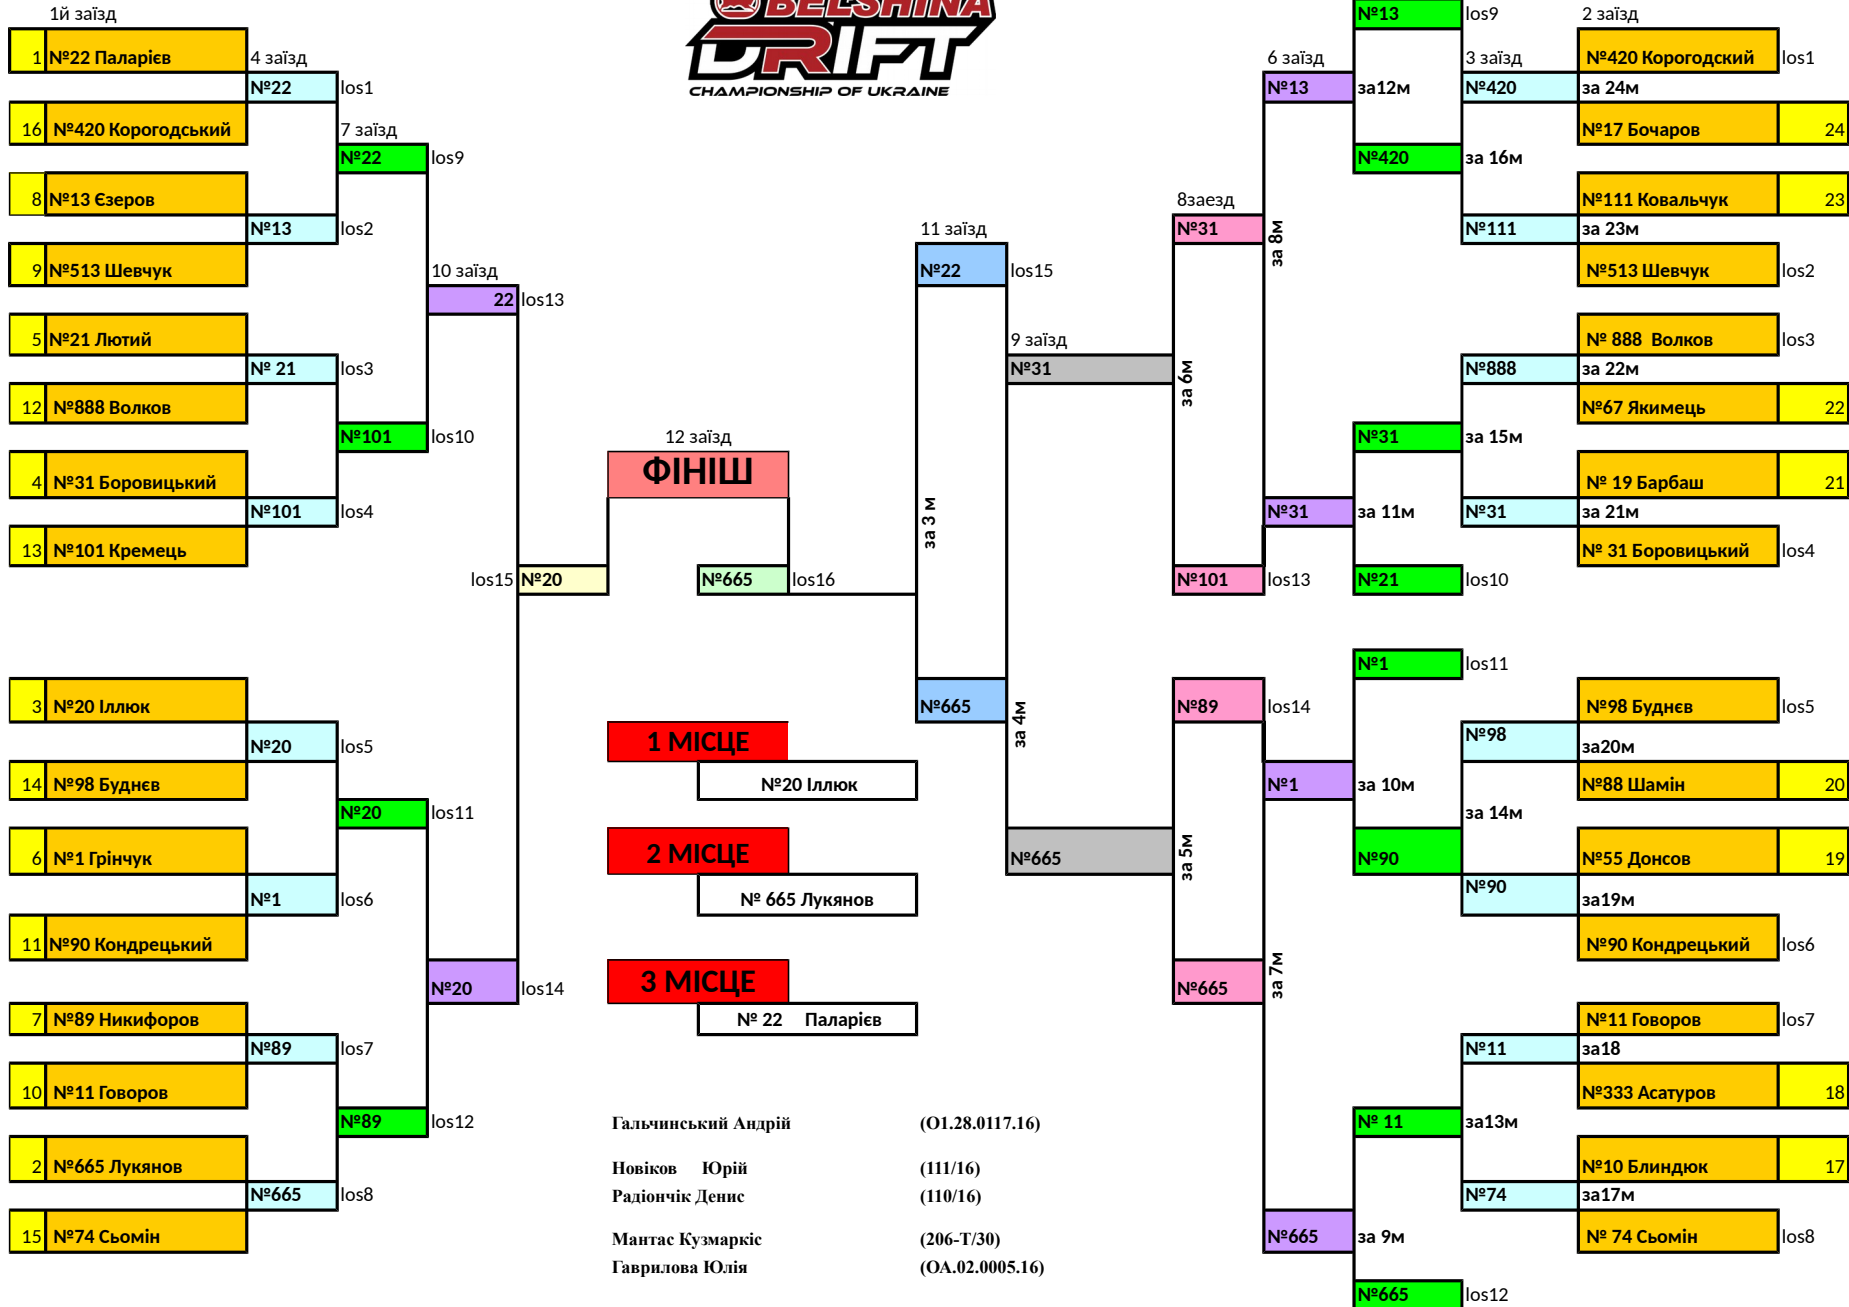 1й заїзд
1 №22 Паларієв
4 заїзд
№22 los1
16 №420 Корогодський
7 заїзд
№22 los9
8 №13 Єзеров
№13 los2
9 №513 Шевчук
10 заїзд
22 los13
5 №21 Лютий
№ 21 los3
12 №888 Волков
№101 los10
4 №31 Боровицький
№101 los4
13 №101 Кремець
los15 №20
3 №20 Іллюк
№20 los5
14 №98 Буднєв
№20 los11
6 №1 Грінчук
№1 los6
11 №90 Кондрецький
№20 los14
7 №89 Никифоров
№89 los7
10 №11 Говоров
№89 los12
2 №665 Лукянов
№665 los8
15 №74 Сьомін
BELSHINA
DRIFT
CHAMPIONSHIP OF UKRAINE
12 заїзд
ФІНІШ
№665 los16
1 МІСЦЕ
№20 Іллюк
2 МІСЦЕ
№ 665 Лукянов
3 МІСЦЕ
№ 22 Паларієв
Гальчинський Андрій (О1.28.0117.16)
Новіков Юрій (111/16)
Радіончік Денис (110/16)
Мантас Кузмаркіс (206-Т/30)
Гаврилова Юлія (ОА.02.0005.16)
11 заїзд
№22 los15
за 3 м
№665
9 заїзд
№31
за 4м
№665
8заезд
№31
за 6м
№101 los13
№89 los14
за 5м
№665
6 заїзд
№13 за12м
за 8м
№31 за 11м
№1 за 10м
за 7м
№665 за 9м
№13 los9
№420 за 16м
№31 за 15м
№21 los10
№1 los11
за 14м
№90
№ 11 за13м
№665 los12
2 заїзд
3 заїзд
№420 Корогодский los1
№420 за 24м
№17 Бочаров 24
№111 Ковальчук 23
№111 за 23м
№513 Шевчук los2
№ 888 Волков los3
№888 за 22м
№67 Якимець 22
№ 19 Барбаш 21
№31 за 21м
№ 31 Боровицький los4
№98 Буднєв los5
№98 за20м
№88 Шамін 20
№55 Донсов 19
№90 за19м
№90 Кондрецький los6
№11 Говоров los7
№11 за18
№333 Асатуров 18
№10 Блиндюк 17
№74 за17м
№ 74 Сьомін los8